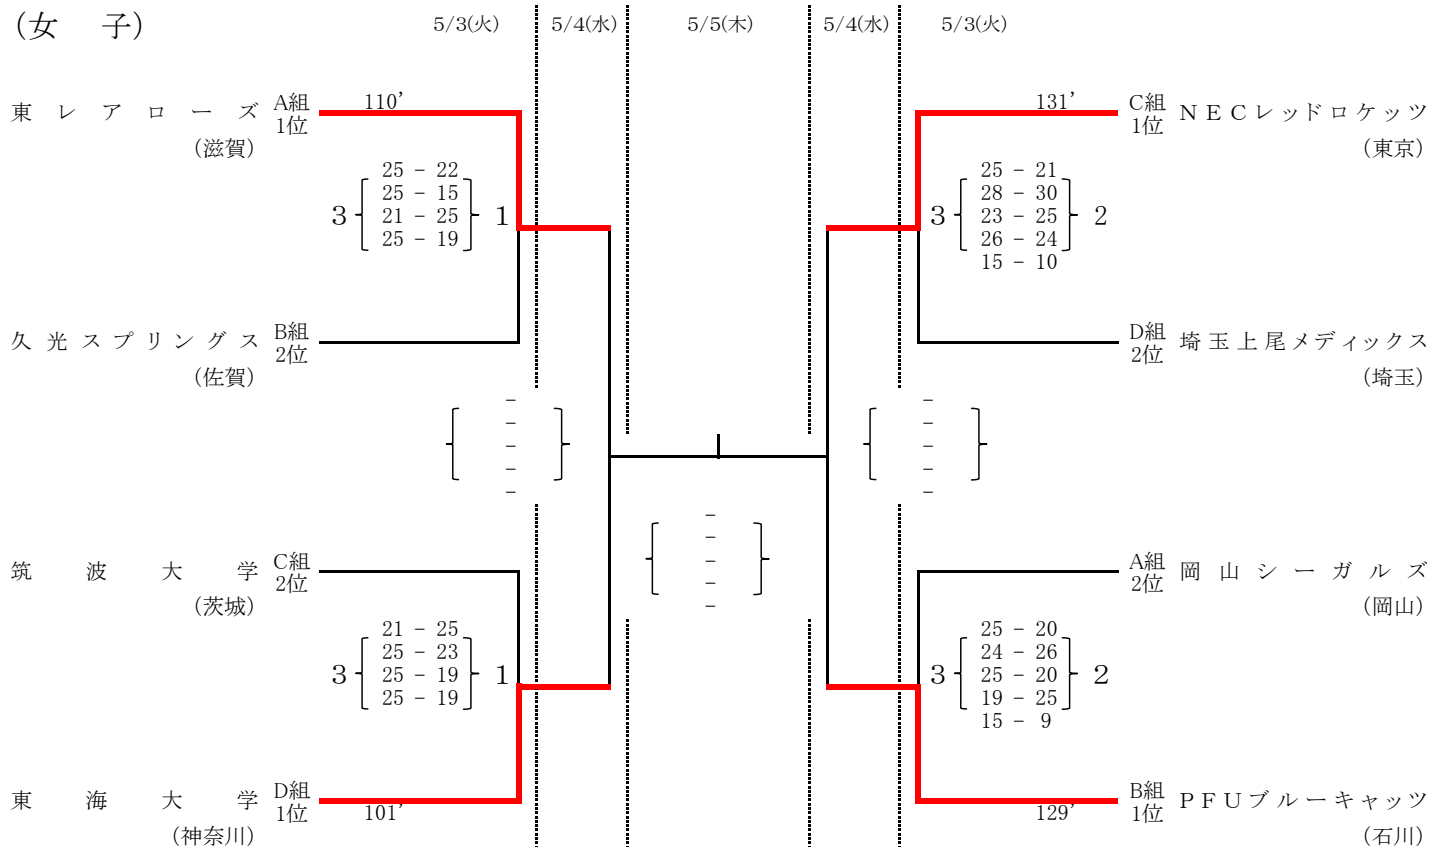 (女　子)
5/3(火)　5/4(水)　5/5(木)　5/4(水)　5/3(火)
東レアローズ　A組 1位　110’
(滋賀)
25 － 22
25 － 15
3　21 － 25　1
25 － 19
久光スプリングス　B組 2位
(佐賀)
－
－
－
－
－
筑波大学　C組 2位
(茨城)
21 － 25
25 － 23
3　25 － 19　1
25 － 19
東海大学　D組 1位　101’
(神奈川)
－
－
－
－
－
131’　C組 1位　NECレッドロケッツ
(東京)
25 － 21
28 － 30
3　23 － 25　2
26 － 24
15 － 10
D組 2位　埼玉上尾メディックス
(埼玉)
－
－
－
－
－
A組 2位　岡山シーガルズ
(岡山)
25 － 20
24 － 26
3　25 － 20　2
19 － 25
15 － 9
129’　B組 1位　PFUブルーキャッツ
(石川)